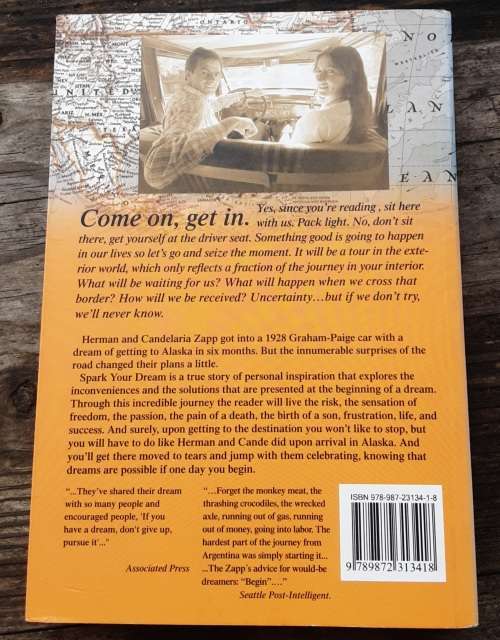 ONTARIO
NO
MONT
UNITED
UTAH
ARIZ
N.MEX
TEXA
LAN
EAN
Come on, get in. Yes, since you're reading , sit here
with us. Pack light. No, don't sit
there, get yourself at the driver seat. Something good is going to happen
in our lives so let's go and seize the moment. It will be a tour in the exte-
rior world, which only reflects a fraction of the journey in your interior.
What will be waiting for us? What will happen when we cross that
border? How will we be received? Uncertainty…but if we don't try,
we'll never know.
Herman and Candelaria Zapp got into a 1928 Graham-Paige car with a
dream of getting to Alaska in six months. But the innumerable surprises of the
road changed their plans a little.
Spark Your Dream is a true story of personal inspiration that explores the
inconveniences and the solutions that are presented at the beginning of a dream.
Through this incredible journey the reader will live the risk, the sensation of
freedom, the passion, the pain of a death, the birth of a son, frustration, life, and
success. And surely, upon getting to the destination you won't like to stop, but
you will have to do like Herman and Cande did upon arrival in Alaska. And
you'll get there moved to tears and jump with them celebrating, knowing that
dreams are possible if one day you begin.
"...They've shared their dream
with so many people and
encouraged people, 'If you
have a dream, don't give up,
pursue it'..."
Associated Press
"…Forget the monkey meat, the
thrashing crocodiles, the wrecked
axle, running out of gas, running
out of money, going into labor. The
hardest part of the journey from
Argentina was simply starting it...
...The Zapp's advice for would-be
dreamers: "Begin"…."
Seattle Post-Intelligent.
ISBN 978-987-23134-1-8
9 789872 313418